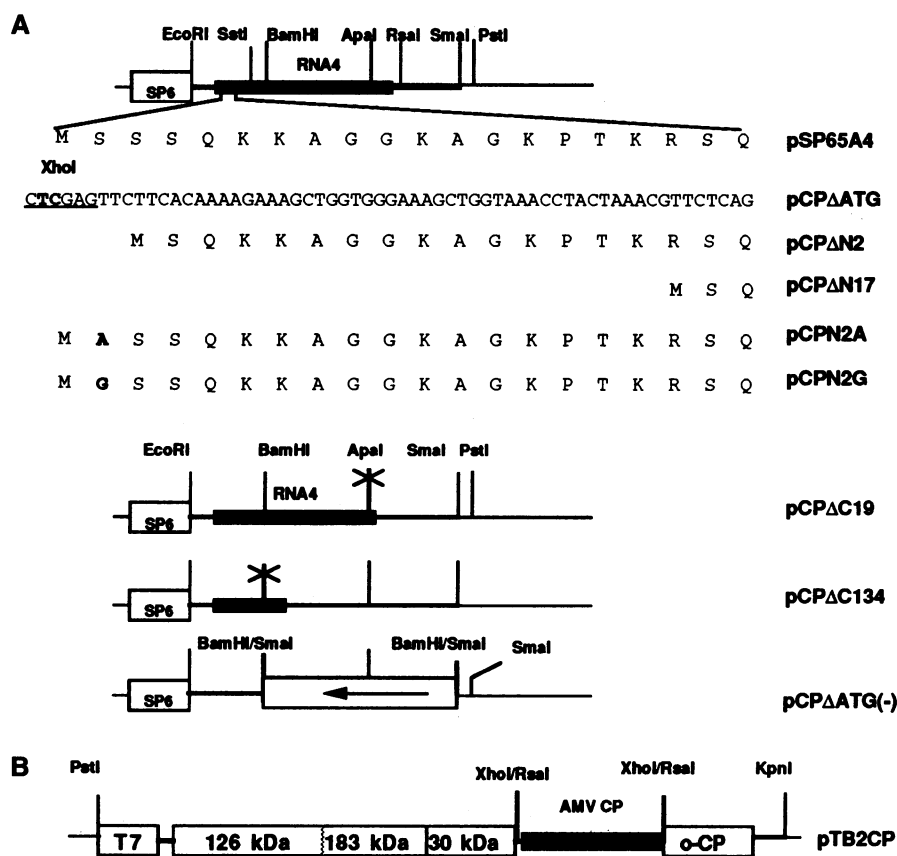 A
EcoRI SstI BamHI ApaI RsaI SmaI PstI
RNA4
SP6
M S S S Q K K A G G K A G K P T K R S Q pSP65A4
XhoI
CTCGAGTTCTTCACAAAAGAAAGCTGGTGGGAAAGCTGGTAAACCTACTAAACGTTCTCAG pCPΔATG
M S Q K K A G G K A G K P T K R S Q pCPΔN2
M S Q pCPΔN17
M A S S Q K K A G G K A G K P T K R S Q pCPN2A
M G S S Q K K A G G K A G K P T K R S Q pCPN2G
EcoRI BamHI ApaI SmaI PstI
RNA4
SP6 pCPΔC19
SP6 pCPΔC134
BamHI/SmaI BamHI/SmaI SmaI
SP6 pCPΔATG(-)
B
PstI XhoI/RsaI XhoI/RsaI KpnI
AMV CP
T7 126 kDa 183 kDa 30 kDa o-CP pTB2CP